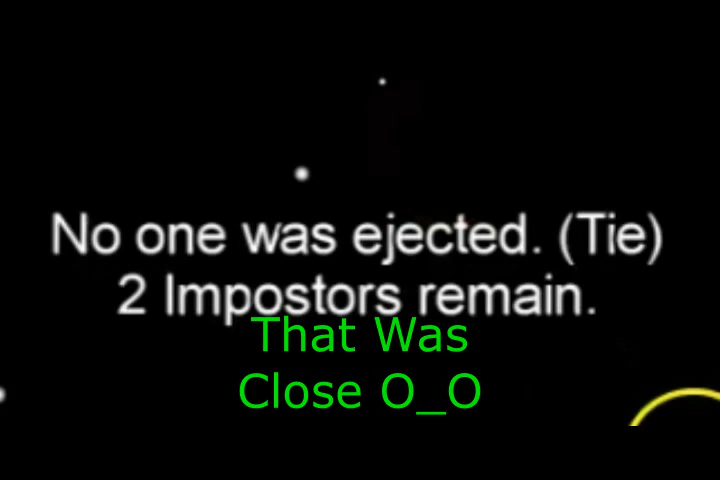 No one was ejected. (Tie)
2 Impostors remain.
That Was
Close O_O